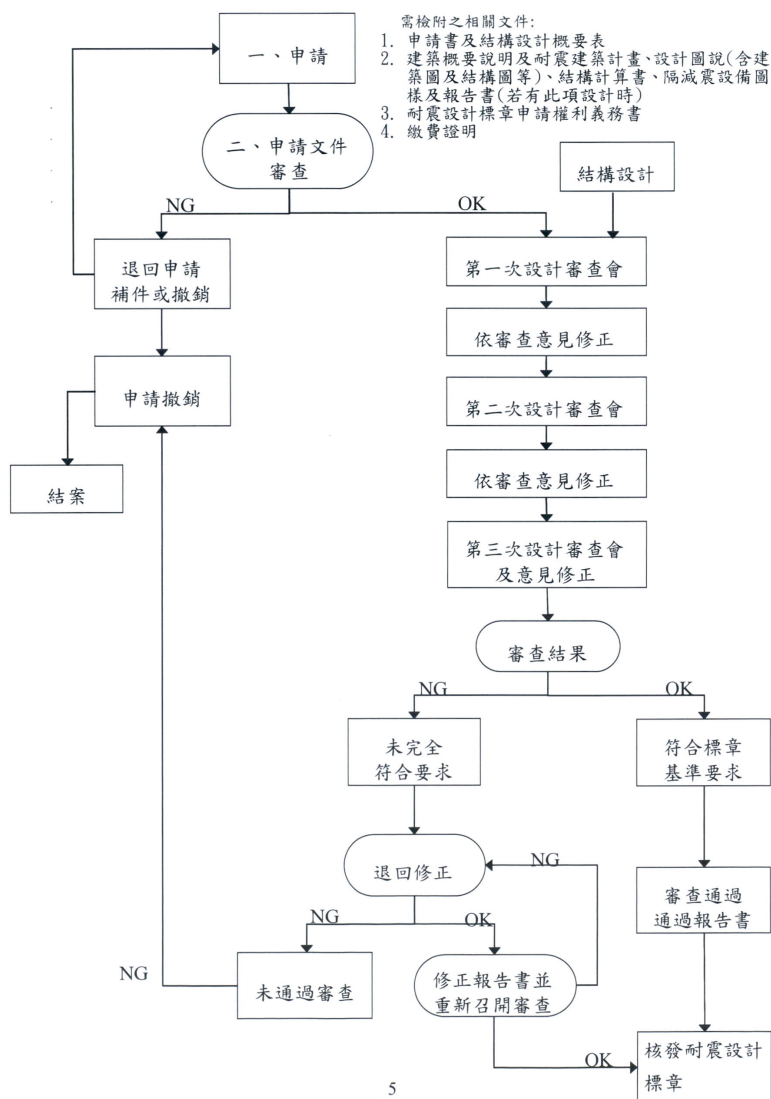 需檢附之相關文件:
1. 申請書及結構設計概要表
2. 建築概要說明及耐震建築計畫、設計圖說(含建
築圖及結構圖等)、結構計算書、隔減震設備圖
樣及報告書(若有此項設計時)
3. 耐震設計標章申請權利義務書
4. 繳費證明
一、申請
二、申請文件
審查
結構設計
NG
OK
退回申請
補件或撤銷
第一次設計審查會
依審查意見修正
申請撤銷
第二次設計審查會
結案
依審查意見修正
第三次設計審查會
及意見修正
審查結果
NG
OK
未完全
符合要求
符合標章
基準要求
退回修正
NG
審查通過
通過報告書
NG
OK
NG
未通過審查
修正報告書並
重新召開審查
OK
核發耐震設計
標章
5